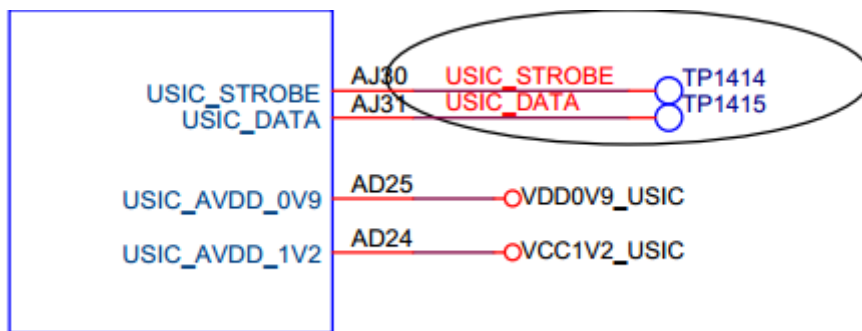 USIC_STROBE AJ30 USIC_STROBE TP1414
USIC_DATA AJ31 USIC_DATA TP1415
USIC_AVDD_0V9 AD25 VDD0V9_USIC
USIC_AVDD_1V2 AD24 VCC1V2_USIC